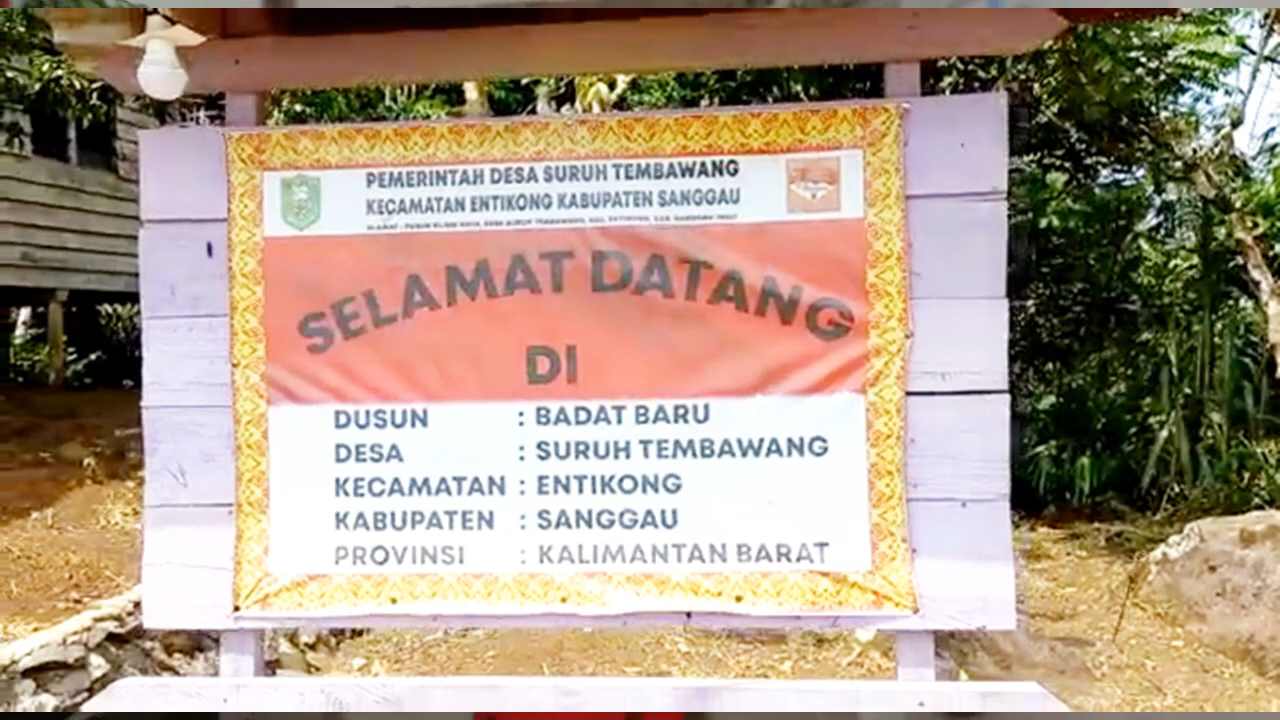 PEMERINTAH DESA SURUH TEMBAWANG
KECAMATAN ENTIKONG KABUPATEN SANGGAU
SELAMAT DATANG
DI
DUSUN : BADAT BARU
DESA : SURUH TEMBAWANG
KECAMATAN : ENTIKONG
KABUPATEN : SANGGAU
PROVINSI : KALIMANTAN BARAT